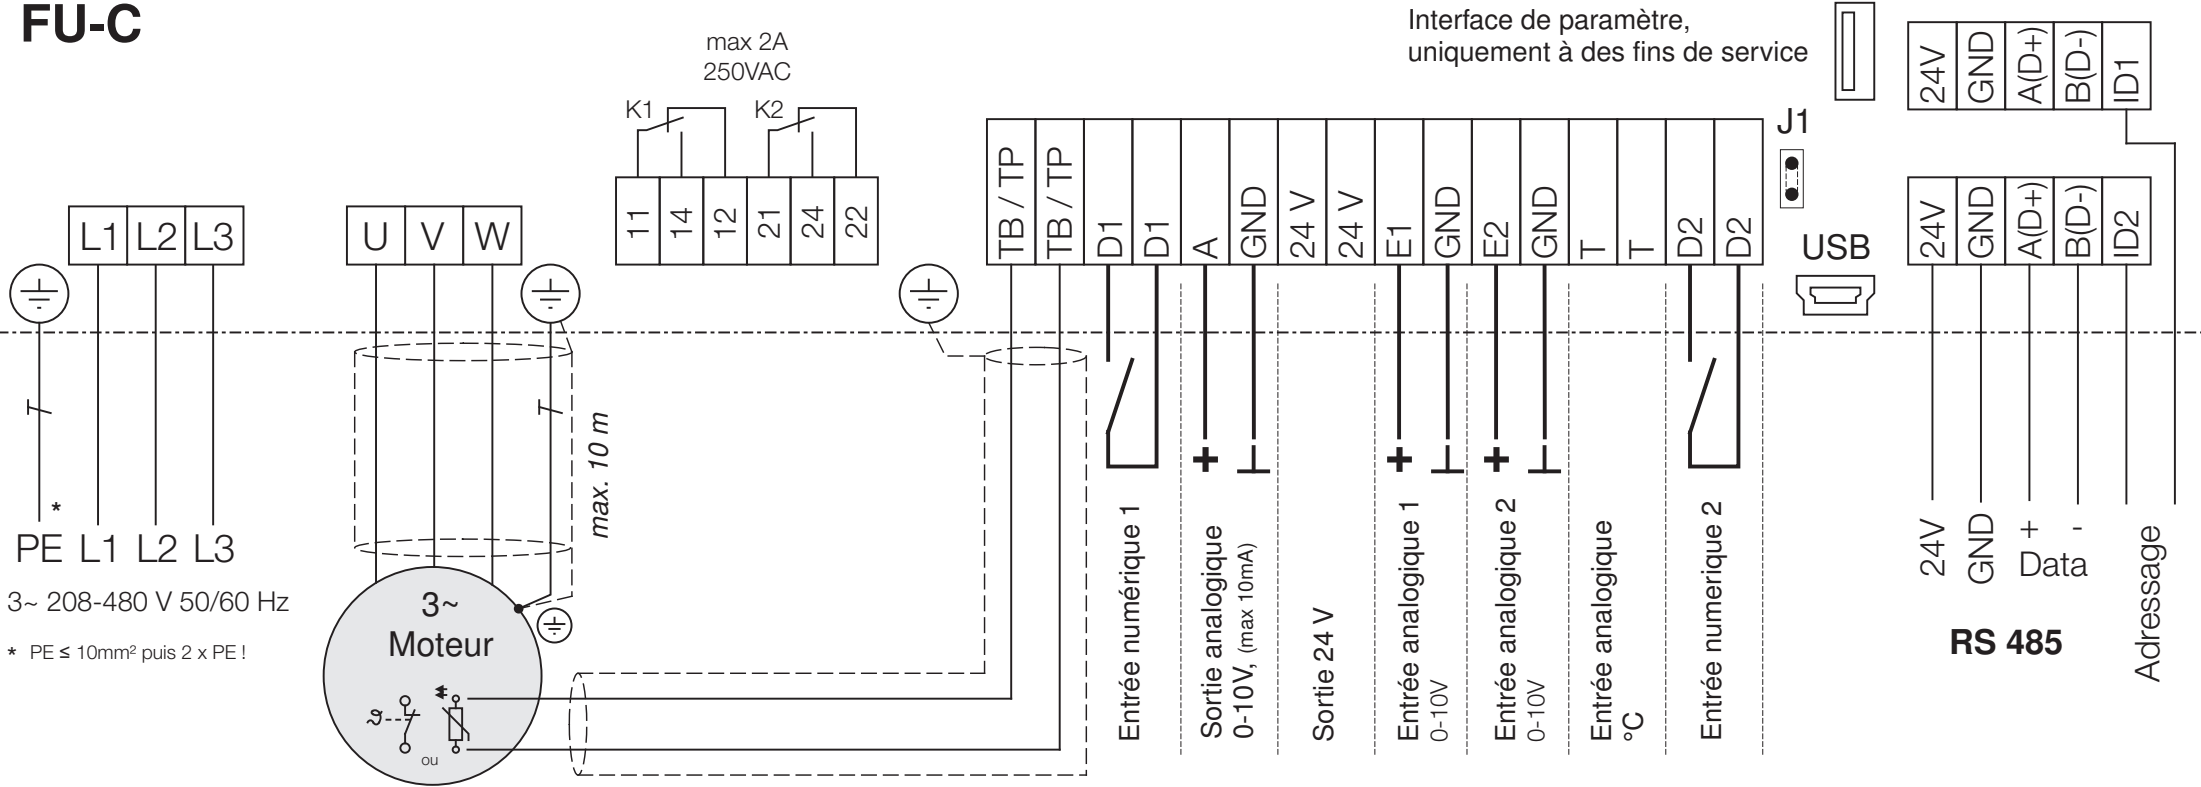 FU-C
max 2A
250VAC
K1
K2
Interface de paramètre,
uniquement à des fins de service
J1
USB
24V GND A(D+) B(D-) ID1
24V GND A(D+) B(D-) ID2
L1 L2 L3
U V W
11 14 12 21 24 22
TB / TP TB / TP D1 D1 A GND 24 V 24 V E1 GND E2 GND T T D2 D2
*
PE L1 L2 L3
3~ 208-480 V 50/60 Hz
* PE ≤ 10mm² puis 2 x PE !
max. 10 m
3~
Moteur
ϑ
ou
+
+
+
Entrée numérique 1
Sortie analogique
0-10V, (max 10mA)
Sortie 24 V
Entrée analogique 1
0-10V
Entrée analogique 2
0-10V
Entrée analogique
°C
Entrée numerique 2
24V
GND
+ -
Data
Adressage
RS 485